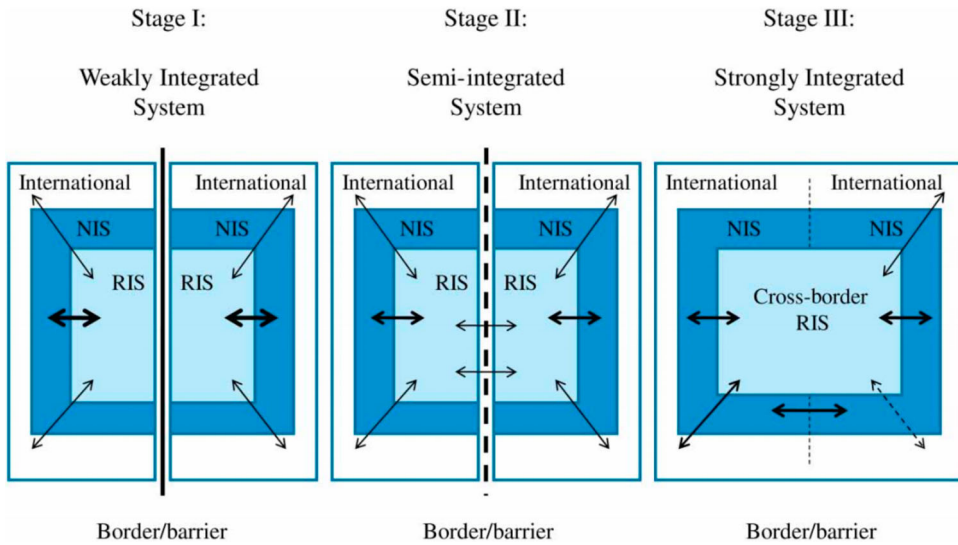 Stage I:
Weakly Integrated
System
International
International
NIS
NIS
RIS
RIS
Border/barrier
Stage II:
Semi-integrated
System
International
International
NIS
NIS
RIS
RIS
Border/barrier
Stage III:
Strongly Integrated
System
International
International
NIS
NIS
Cross-border
RIS
Border/barrier